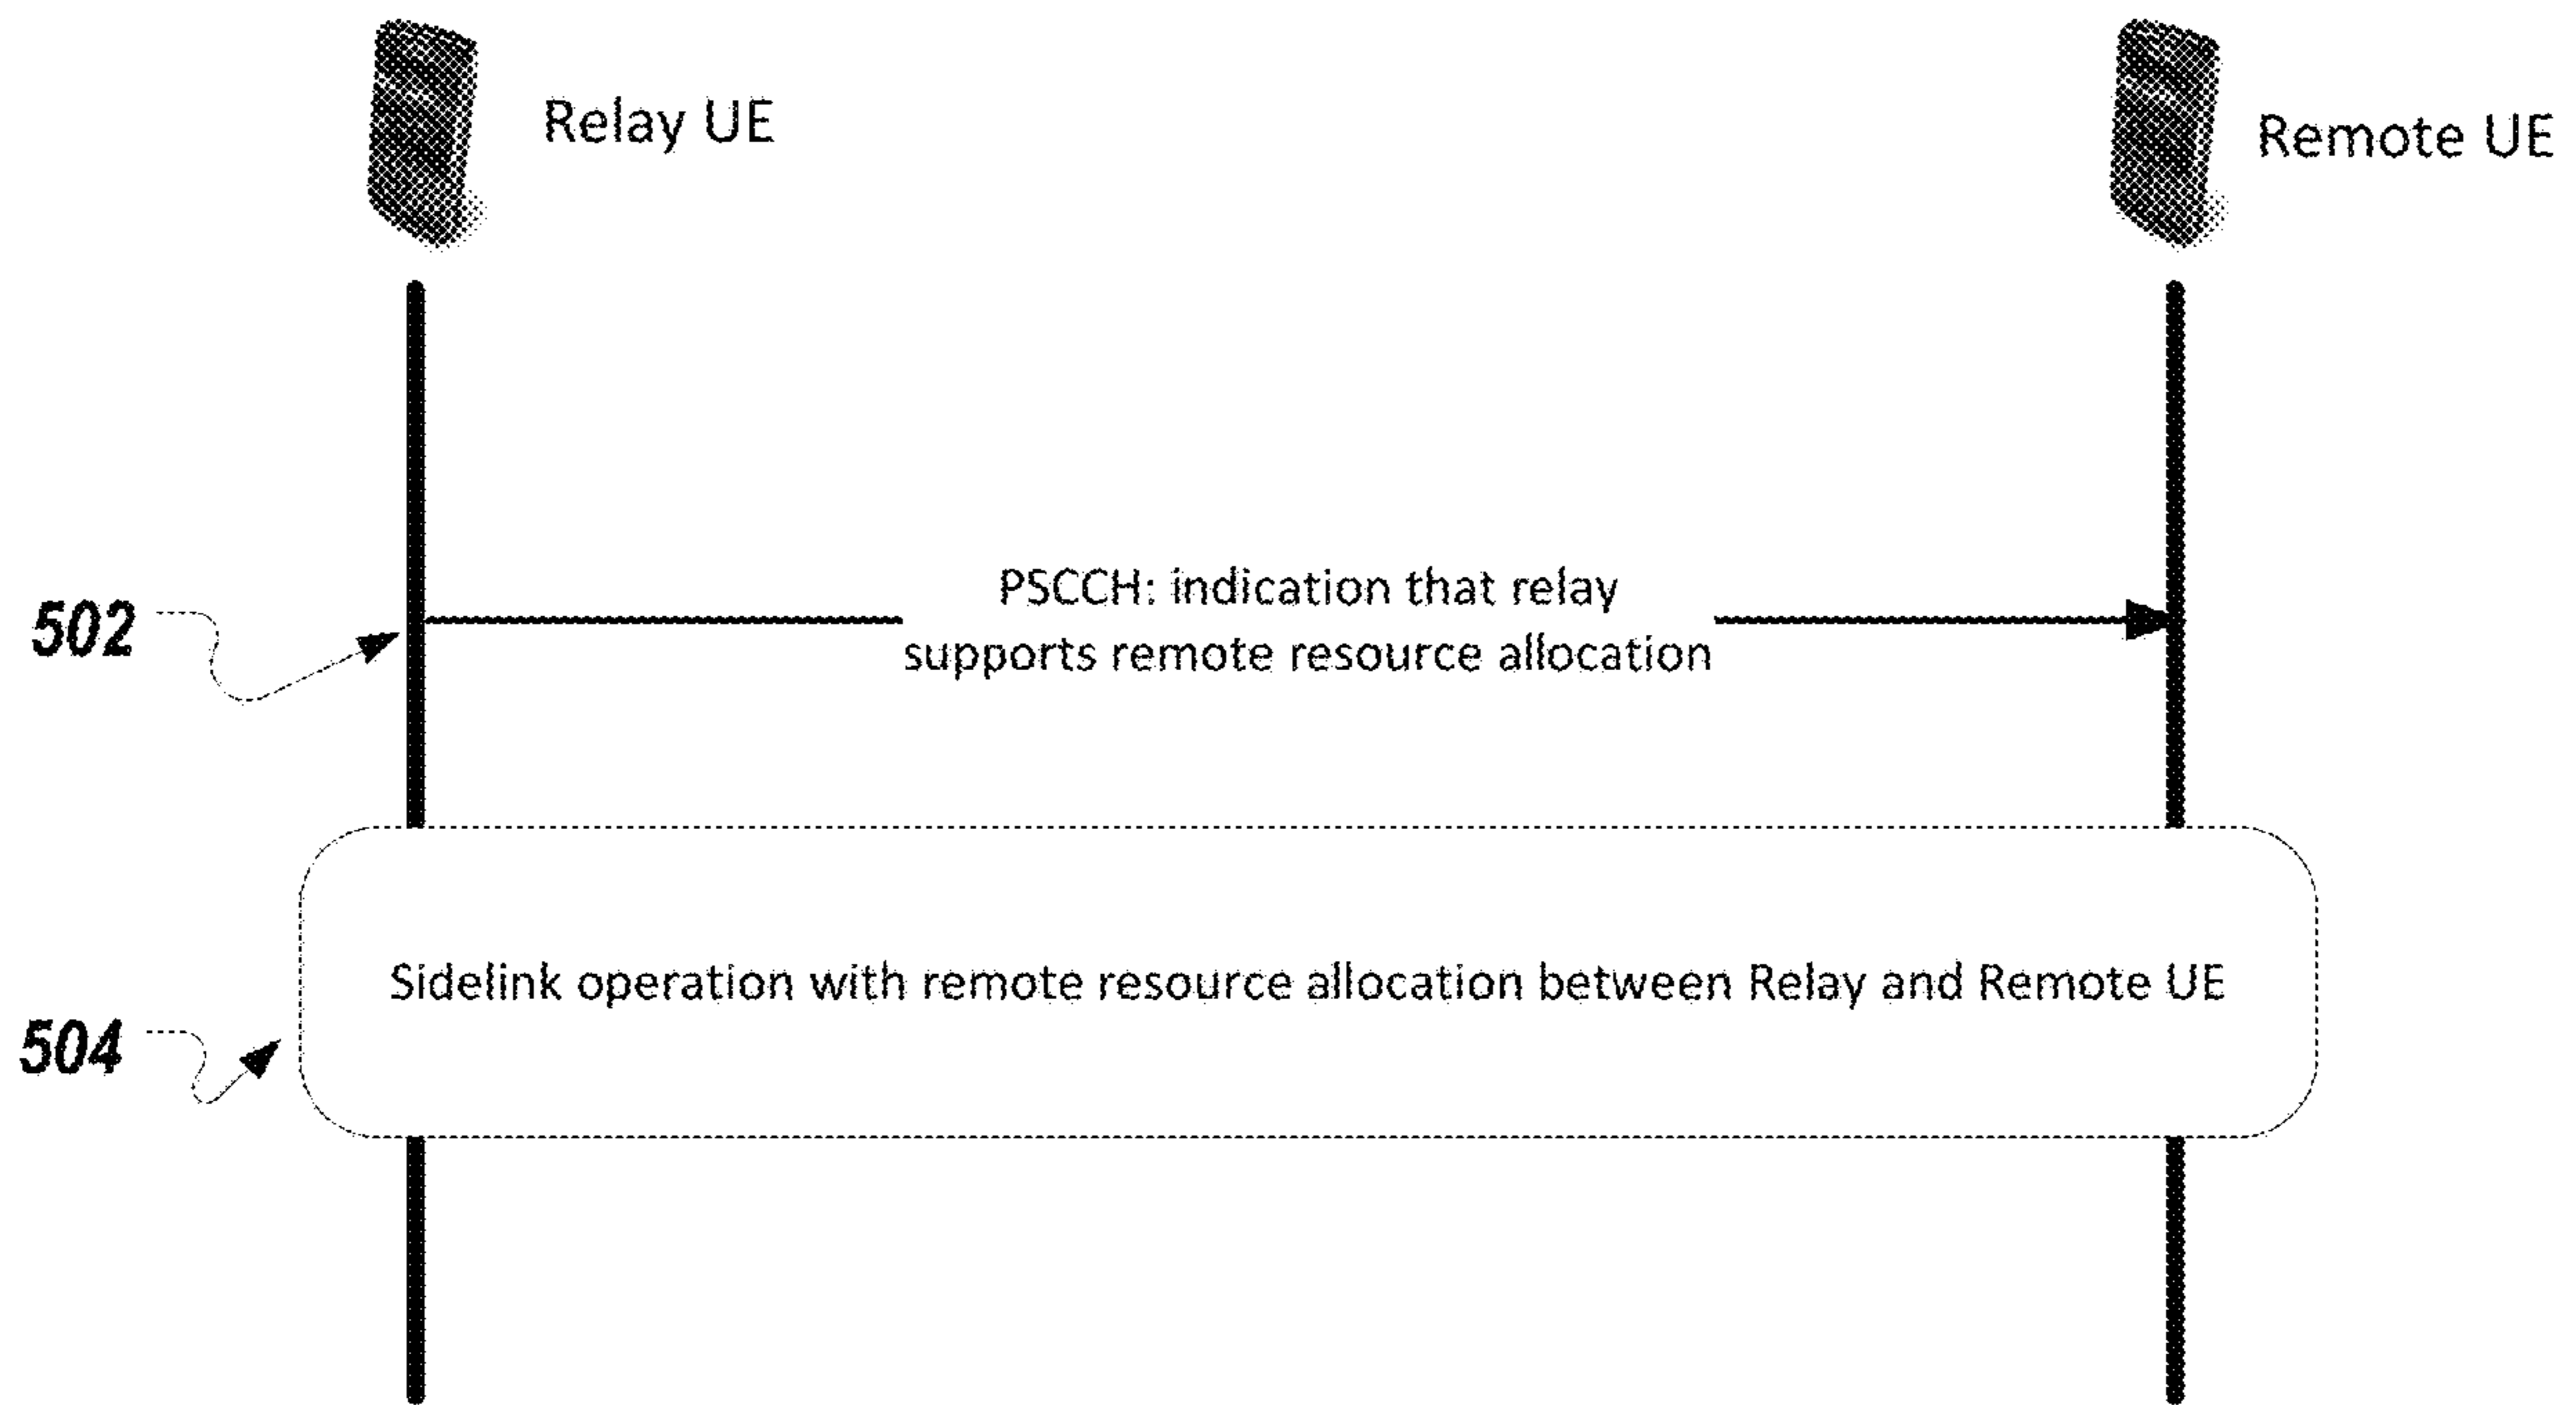 Relay UE
Remote UE
PSCCH: indication that relay
supports remote resource allocation
502
Sidelink operation with remote resource allocation between Relay and Remote UE
504